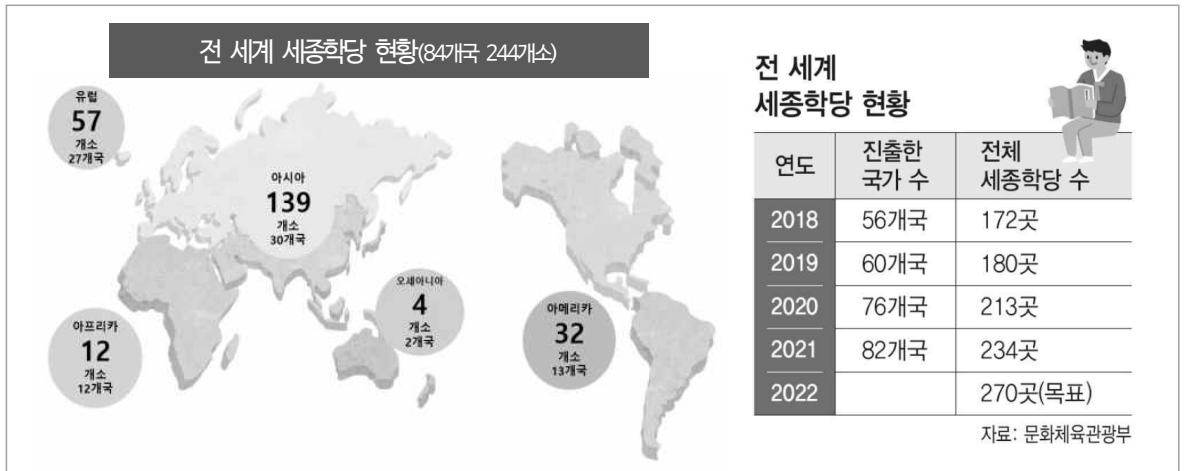 전 세계 세종학당 현황(84개국 244개소)
유럽
57
개소
27개국
아시아
139
개소
30개국
오세아니아
4
개소
2개국
아프리카
12
개소
12개국
아메리카
32
개소
13개국
전 세계
세종학당 현황
연도 진출한 국가 수 전체 세종학당 수
2018 56개국 172곳
2019 60개국 180곳
2020 76개국 213곳
2021 82개국 234곳
2022 270곳(목표)
자료: 문화체육관광부